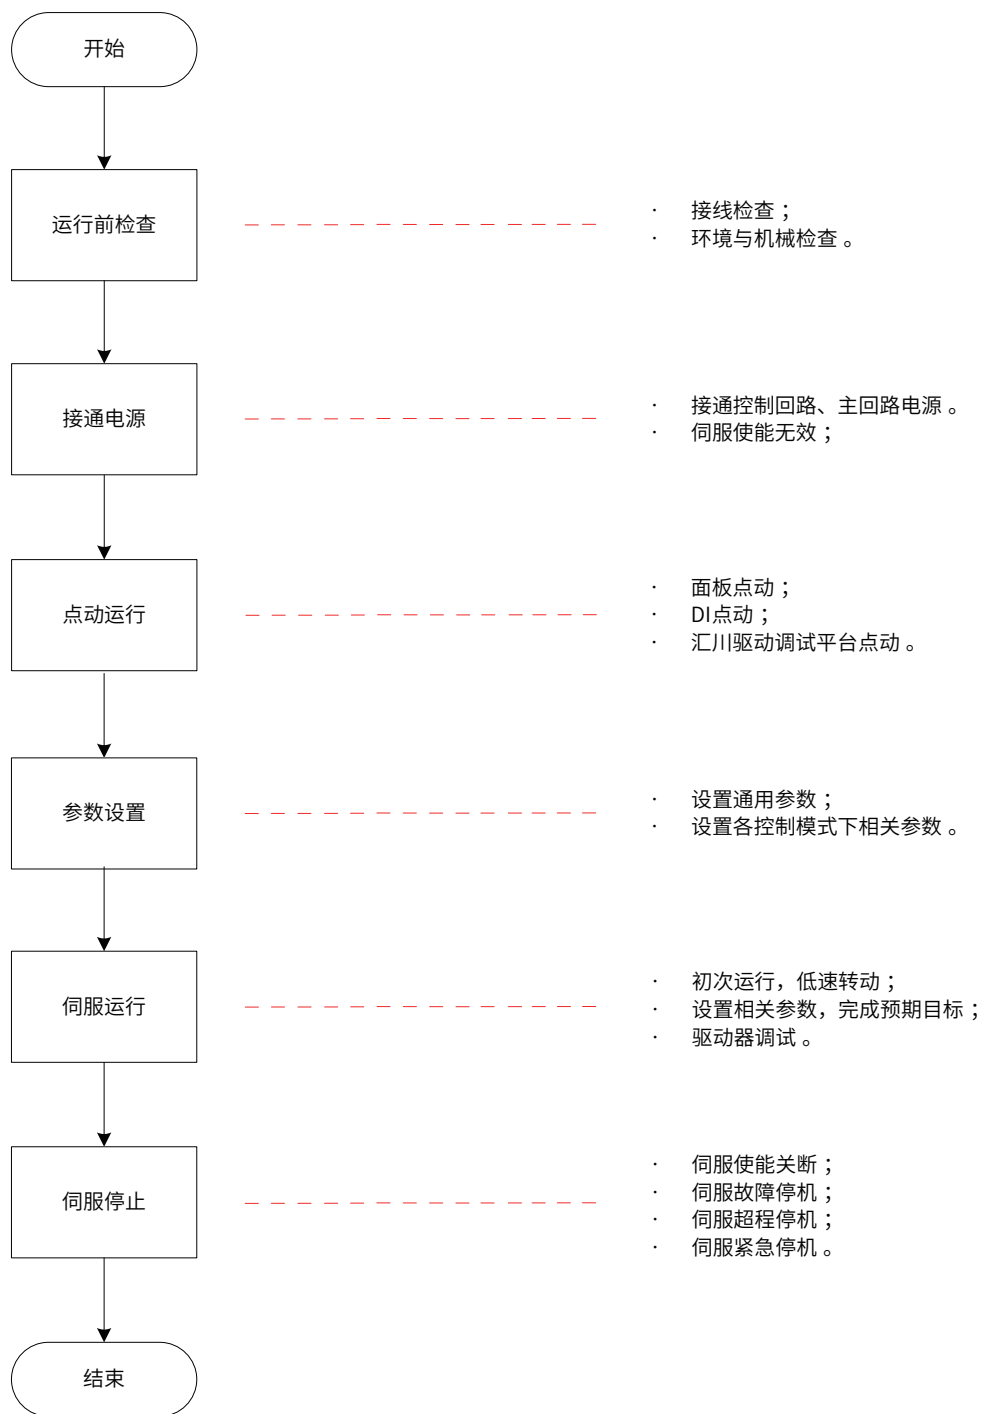 开始
运行前检查
· 接线检查；
· 环境与机械检查。
接通电源
· 接通控制回路、主回路电源。
· 伺服使能无效；
点动运行
· 面板点动；
· DI点动；
· 汇川驱动调试平台点动。
参数设置
· 设置通用参数；
· 设置各控制模式下相关参数。
伺服运行
· 初次运行，低速转动；
· 设置相关参数，完成预期目标；
· 驱动器调试。
伺服停止
· 伺服使能关断；
· 伺服故障停机；
· 伺服超程停机；
· 伺服紧急停机。
结束